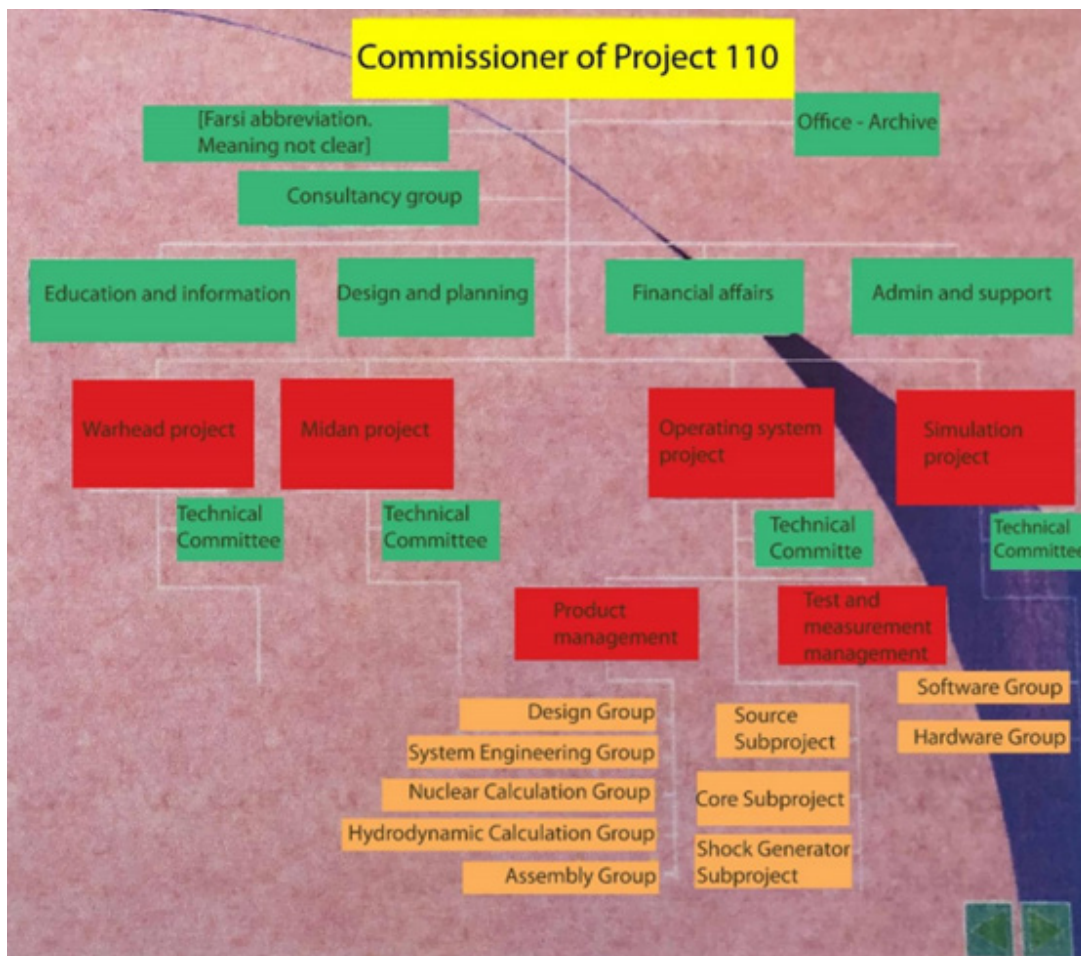 Commissioner of Project 110
[Farsi abbreviation.
Meaning not clear]
Office - Archive
Consultancy group
Education and information
Design and planning
Financial affairs
Admin and support
Warhead project
Midan project
Operating system
project
Simulation
project
Technical
Committee
Technical
Committee
Technical
Committe
Technical
Committee
Product
management
Test and
measurement
management
Design Group
System Engineering Group
Nuclear Calculation Group
Hydrodynamic Calculation Group
Assembly Group
Source
Subproject
Core Subproject
Shock Generator
Subproject
Software Group
Hardware Group